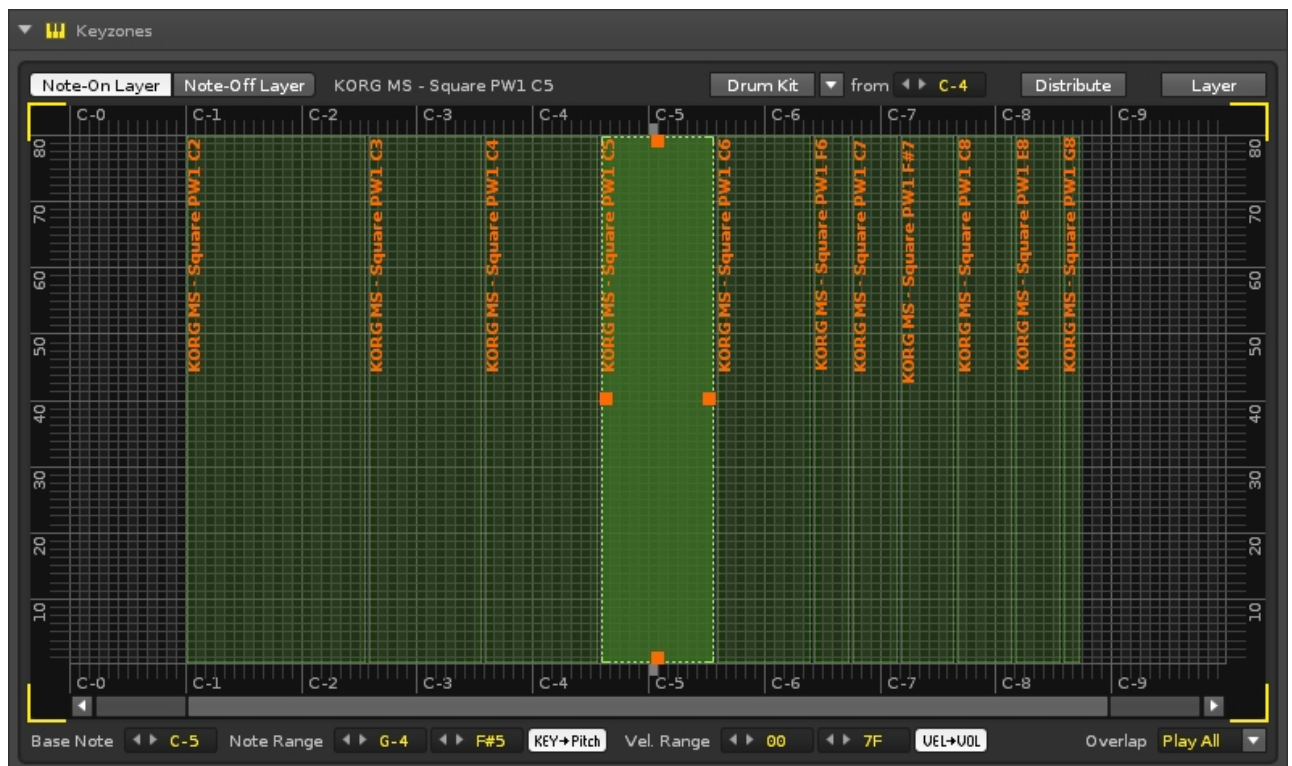 Keyzones
Note-On Layer Note-Off Layer KORG MS - Square PW1 C5 Drum Kit from C-4 Distribute Layer
C-0 C-1 C-2 C-3 C-4 C-5 C-6 C-7 C-8 C-9
80 70 60 50 40 30 20 10
KORG MS - Square PW1 C2
KORG MS - Square PW1 C3
KORG MS - Square PW1 C4
KORG MS - Square PW1 C5
KORG MS - Square PW1 C6
KORG MS - Square PW1 F6
KORG MS - Square PW1 C7
KORG MS - Square PW1 F#7
KORG MS - Square PW1 C8
KORG MS - Square PW1 E8
KORG MS - Square PW1 G8
80 70 60 50 40 30 20 10
C-0 C-1 C-2 C-3 C-4 C-5 C-6 C-7 C-8 C-9
Base Note C-5 Note Range G-4 F#5 KEY→Pitch Vel. Range 00 7F VEL→VOL Overlap Play All